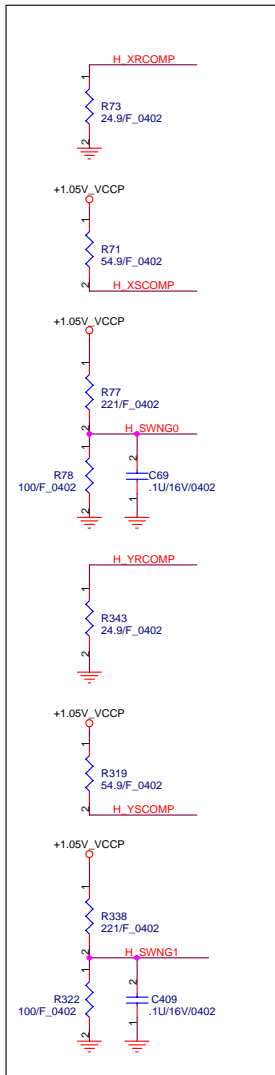 H_XRCOMP
1
R73
24.9/F_0402
2
+1.05V_VCCP
1
R71
54.9/F_0402
2
H_XSCOMP
+1.05V_VCCP
1
R77
221/F_0402
2
H_SWNG0
1
R78
100/F_0402
2
2
C69
.1U/16V/0402
1
H_YRCOMP
1
R343
24.9/F_0402
2
+1.05V_VCCP
1
R319
54.9/F_0402
2
H_YSCOMP
+1.05V_VCCP
1
R338
221/F_0402
2
H_SWNG1
1
R322
100/F_0402
2
2
C409
.1U/16V/0402
1